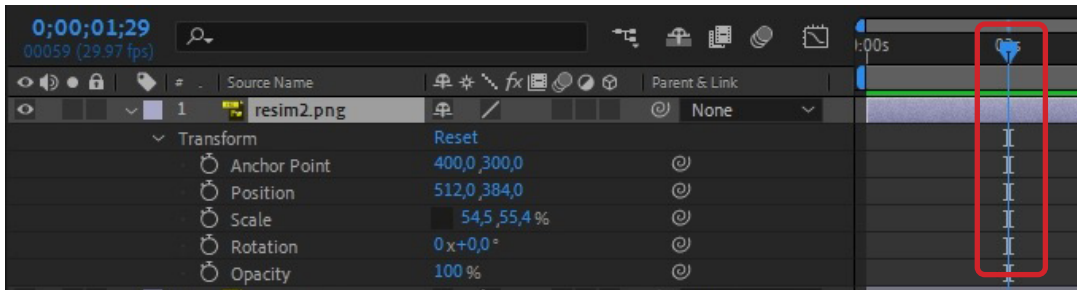 0;00;01;29
00059 (29.97 fps)
:00s
# . Source Name
fx
Parent & Link
1 resim2.png
None
Transform
Reset
Anchor Point
400,0,300,0
Position
512,0,384,0
Scale
54,5,55,4 %
Rotation
0x+0,0°
Opacity
100 %